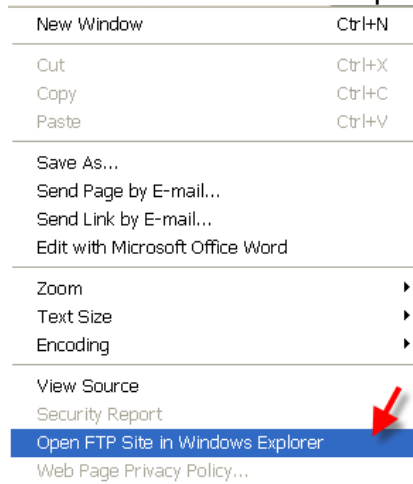 New Window Ctrl+N
Cut Ctrl+X
Copy Ctrl+C
Paste Ctrl+V
Save As...
Send Page by E-mail...
Send Link by E-mail...
Edit with Microsoft Office Word
Zoom
Text Size
Encoding
View Source
Security Report
Open FTP Site in Windows Explorer
Web Page Privacy Policy...